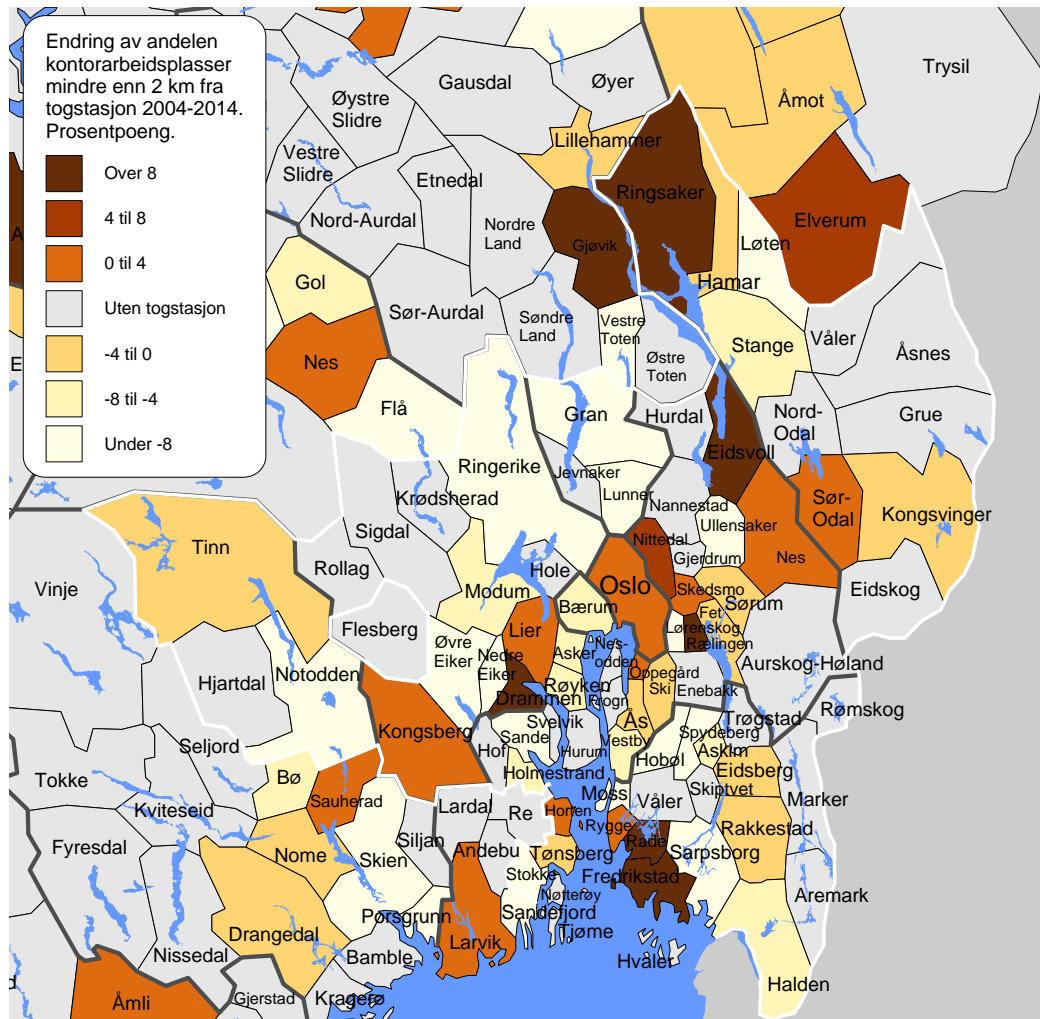 Endring av andelen
kontorarbeidsplasser
mindre enn 2 km fra
togstasjon 2004-2014.
Prosentpoeng.
Over 8
4 til 8
0 til 4
Uten togstasjon
-4 til 0
-8 til -4
Under -8
Trysil
Gausdal
Øyer
Åmot
Øystre
Slidre
Lillehammer
Vestre
Slidre
Etnedal
Ringsaker
Nord-Aurdal
Nordre
Land
Gjøvik
Elverum
Løten
Hamar
Gol
Sør-Aurdal
Søndre
Land
Vestre
Toten
Stange
Våler
Åsnes
Østre
Toten
Nes
Flå
Gran
Hurdal
Nord-
Odal
Grue
Eidsvoll
Ringerike
Jevnaker
Krødsherad
Lunner
Nannestad
Sør-
Odal
Kongsvinger
Ullensaker
Sigdal
Nittedal
Gjerdrum
Nes
Tinn
Rollag
Hole
Oslo
Eidskog
Vinje
Modum
Bærum
Skedsmo
Sørum
Fet
Flesberg
Lier
Lørenskog
Rælingen
Øvre
Eiker
Nedre
Eiker
Asker
Nes-
odden
Oppegård
Aurskog-Høland
Hjartdal
Notodden
Røyken
Ski
Enebakk
Drammen
Frogn
Rømskog
Kongsberg
Svelvik
Ås
Trøgstad
Sande
Spydeberg
Hof
Hurum
Vestby
Askim
Seljord
Hobøl
Eidsberg
Tokke
Bø
Holmestrand
Skiptvet
Marker
Kviteseid
Sauherad
Lardal
Re
Horten
Moss
Våler
Rygge
Rakkestad
Fyresdal
Siljan
Andebu
Råde
Nome
Skien
Tønsberg
Sarpsborg
Stokke
Fredrikstad
Aremark
Nøtterøy
Porsgrunn
Sandefjord
Drangedal
Tjøme
Larvik
Nissedal
Bamble
Hvaler
Halden
Åmli
Gjerstad
Kragerø
A
E
d